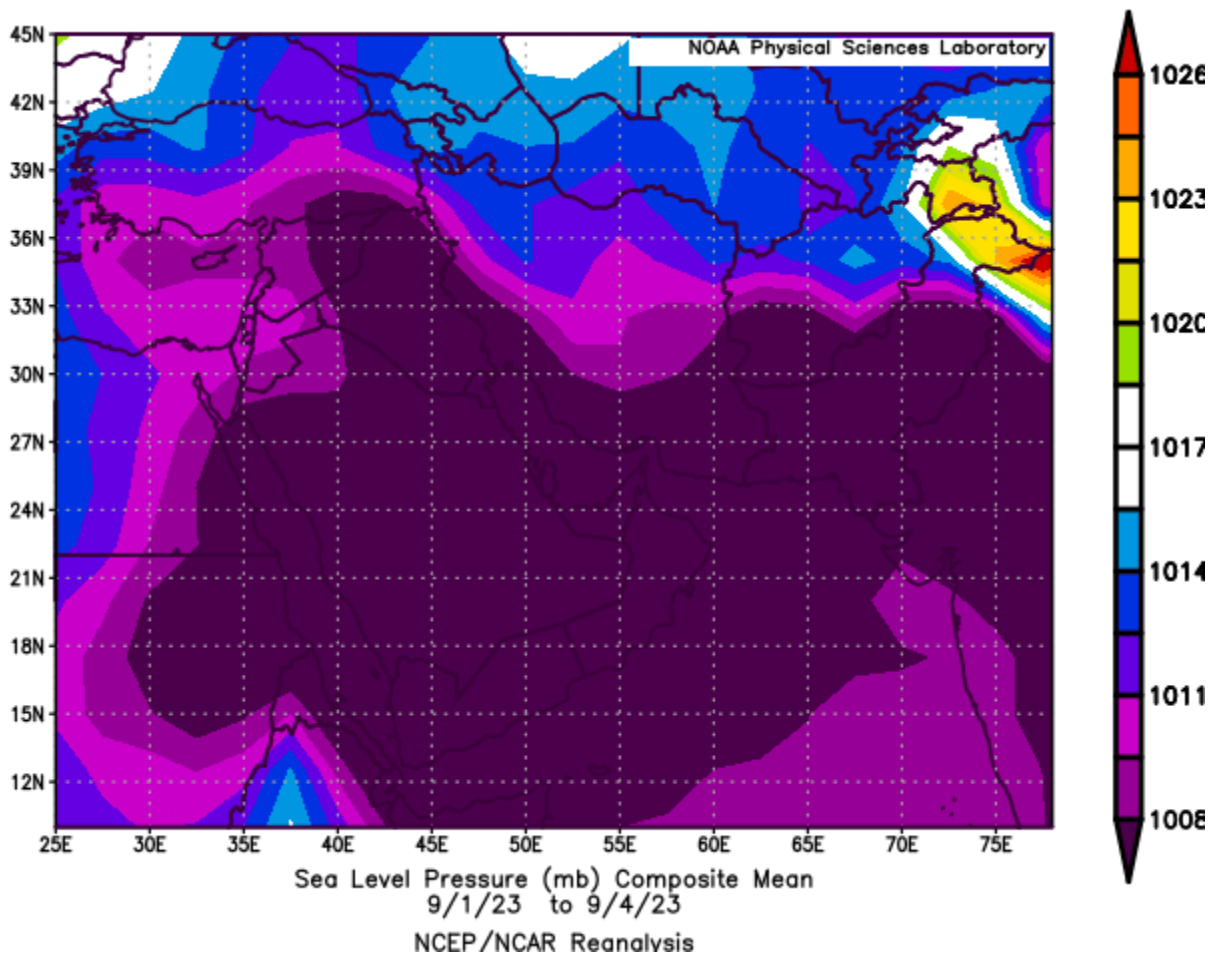 NOAA Physical Sciences Laboratory
45N
42N
39N
36N
33N
30N
27N
24N
21N
18N
15N
12N
25E 30E 35E 40E 45E 50E 55E 60E 65E 70E 75E
1026
1023
1020
1017
1014
1011
1008
Sea Level Pressure (mb) Composite Mean
9/1/23 to 9/4/23
NCEP/NCAR Reanalysis